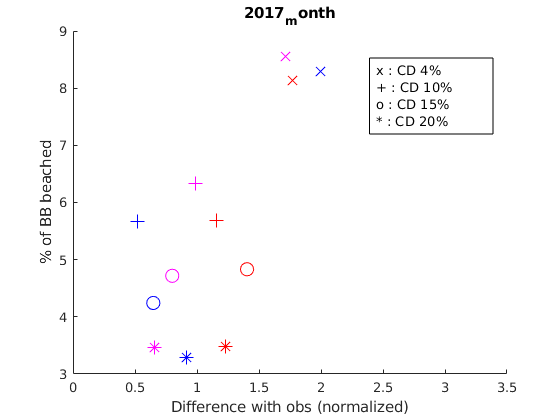 2017ₘonth
9
8
7
6
5
4
3
% of BB beached
x : CD 4%
+ : CD 10%
o : CD 15%
* : CD 20%
0 0.5 1 1.5 2 2.5 3 3.5
Difference with obs (normalized)